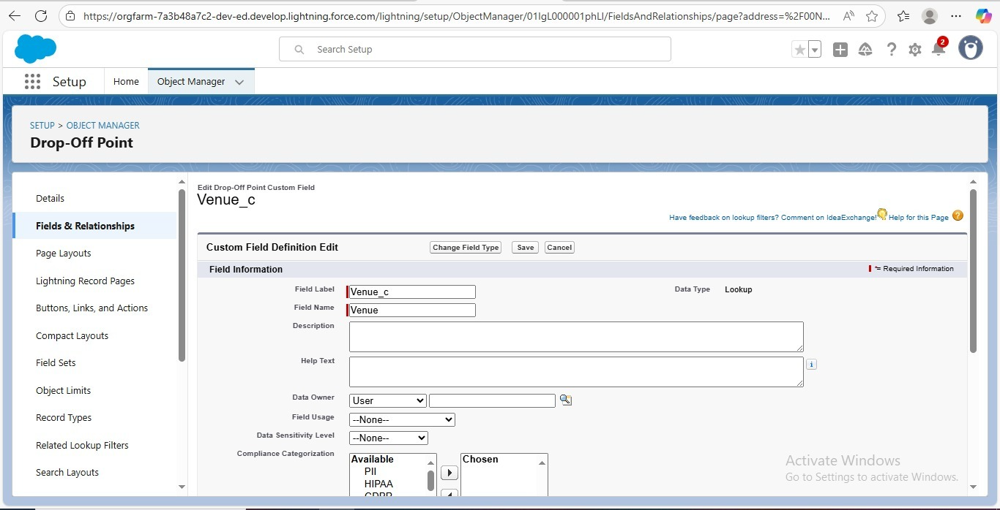 https://orgfarm-7a3b48a7c2-dev-ed.develop.lightning.force.com/lightning/setup/ObjectManager/01IgL000001phLI/FieldsAndRelationships/page?address=%2F00N...
Search Setup
2
Setup
Home
Object Manager
SETUP > OBJECT MANAGER
Drop-Off Point
Details
Fields & Relationships
Page Layouts
Lightning Record Pages
Buttons, Links, and Actions
Compact Layouts
Field Sets
Object Limits
Record Types
Related Lookup Filters
Search Layouts
Edit Drop-Off Point Custom Field
Venue_c
Have feedback on lookup filters? Comment on IdeaExchange! Help for this Page ?
Custom Field Definition Edit Change Field Type Save Cancel
Field Information *= Required Information
Field Label Venue_c Data Type Lookup
Field Name Venue
Description
Help Text i
Data Owner User
Field Usage --None--
Data Sensitivity Level --None--
Compliance Categorization Available Chosen
PII
HIPAA
GDPR
Activate Windows
Go to Settings to activate Windows.